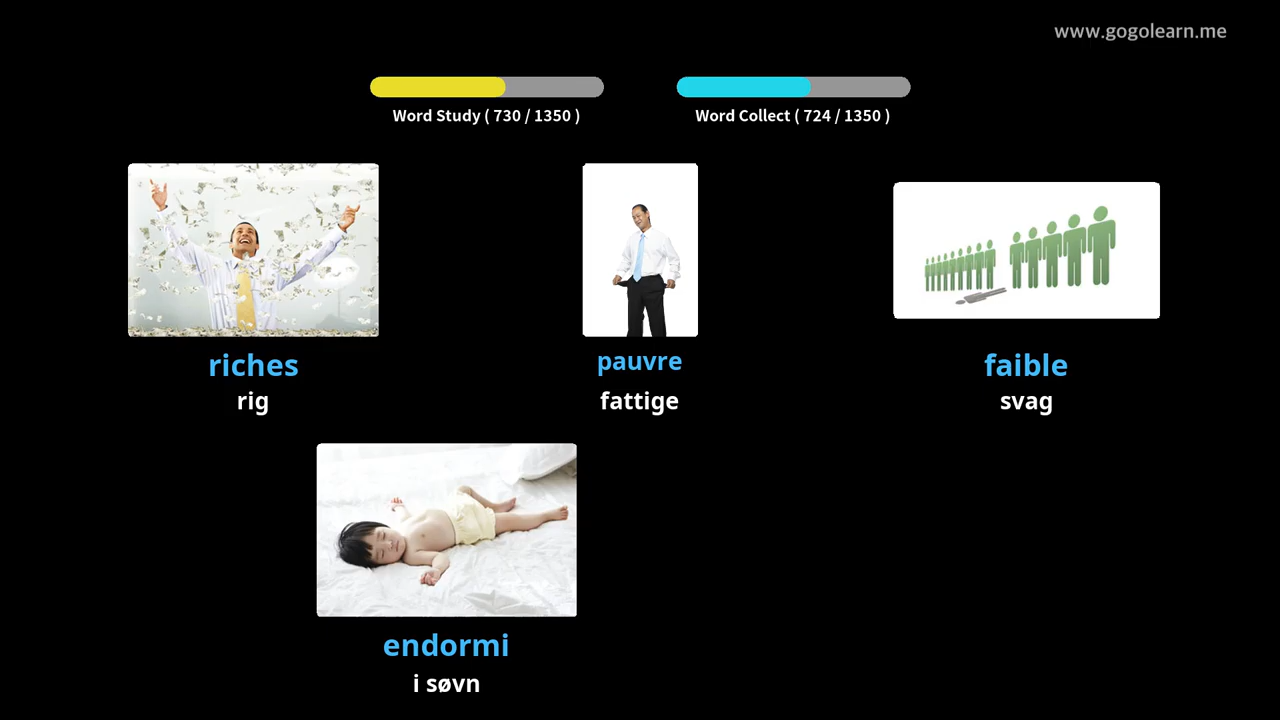 www.gogolearn.me
Word Study ( 730 / 1350 )
Word Collect ( 724 / 1350 )
riches
rig
pauvre
fattige
faible
svag
endormi
i søvn